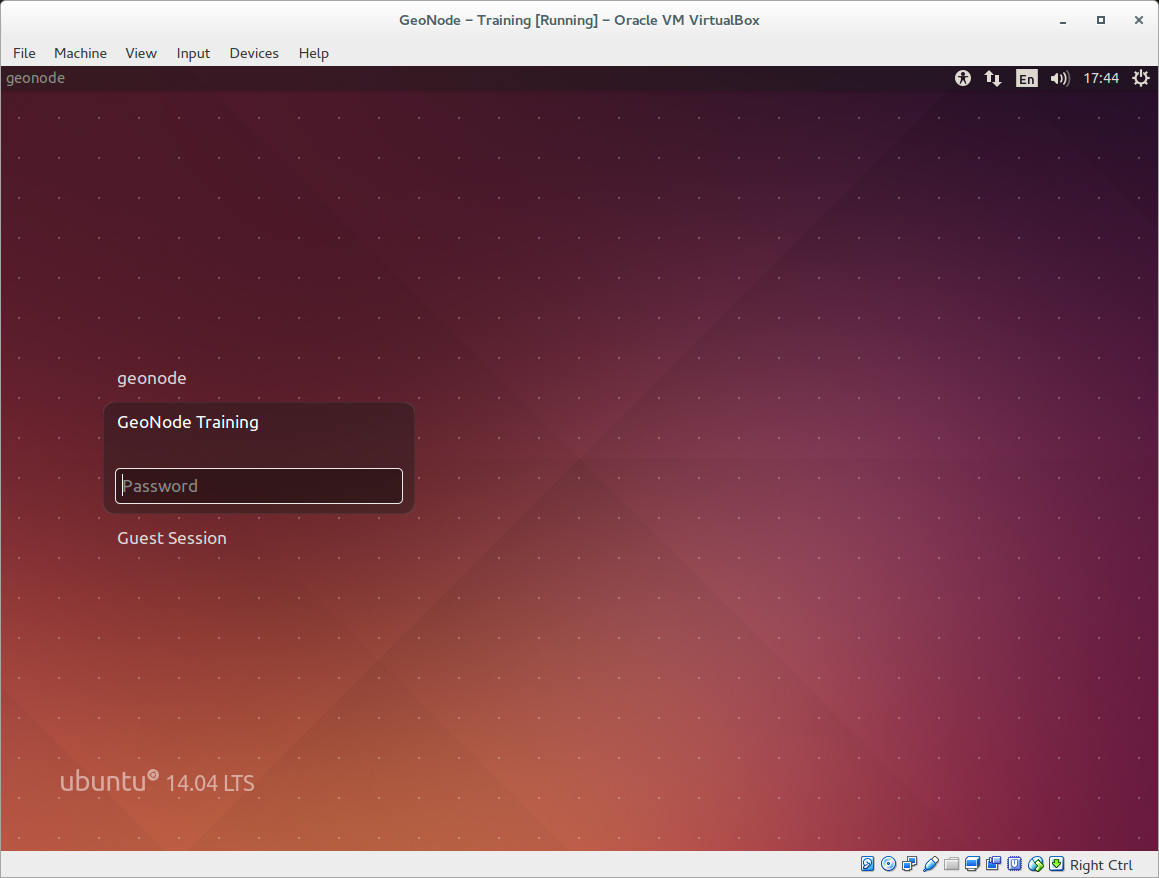 GeoNode – Training [Running] – Oracle VM VirtualBox
File Machine View Input Devices Help
geonode En 17:44
geonode
GeoNode Training
Password
Guest Session
ubuntu 14.04 LTS
Right Ctrl